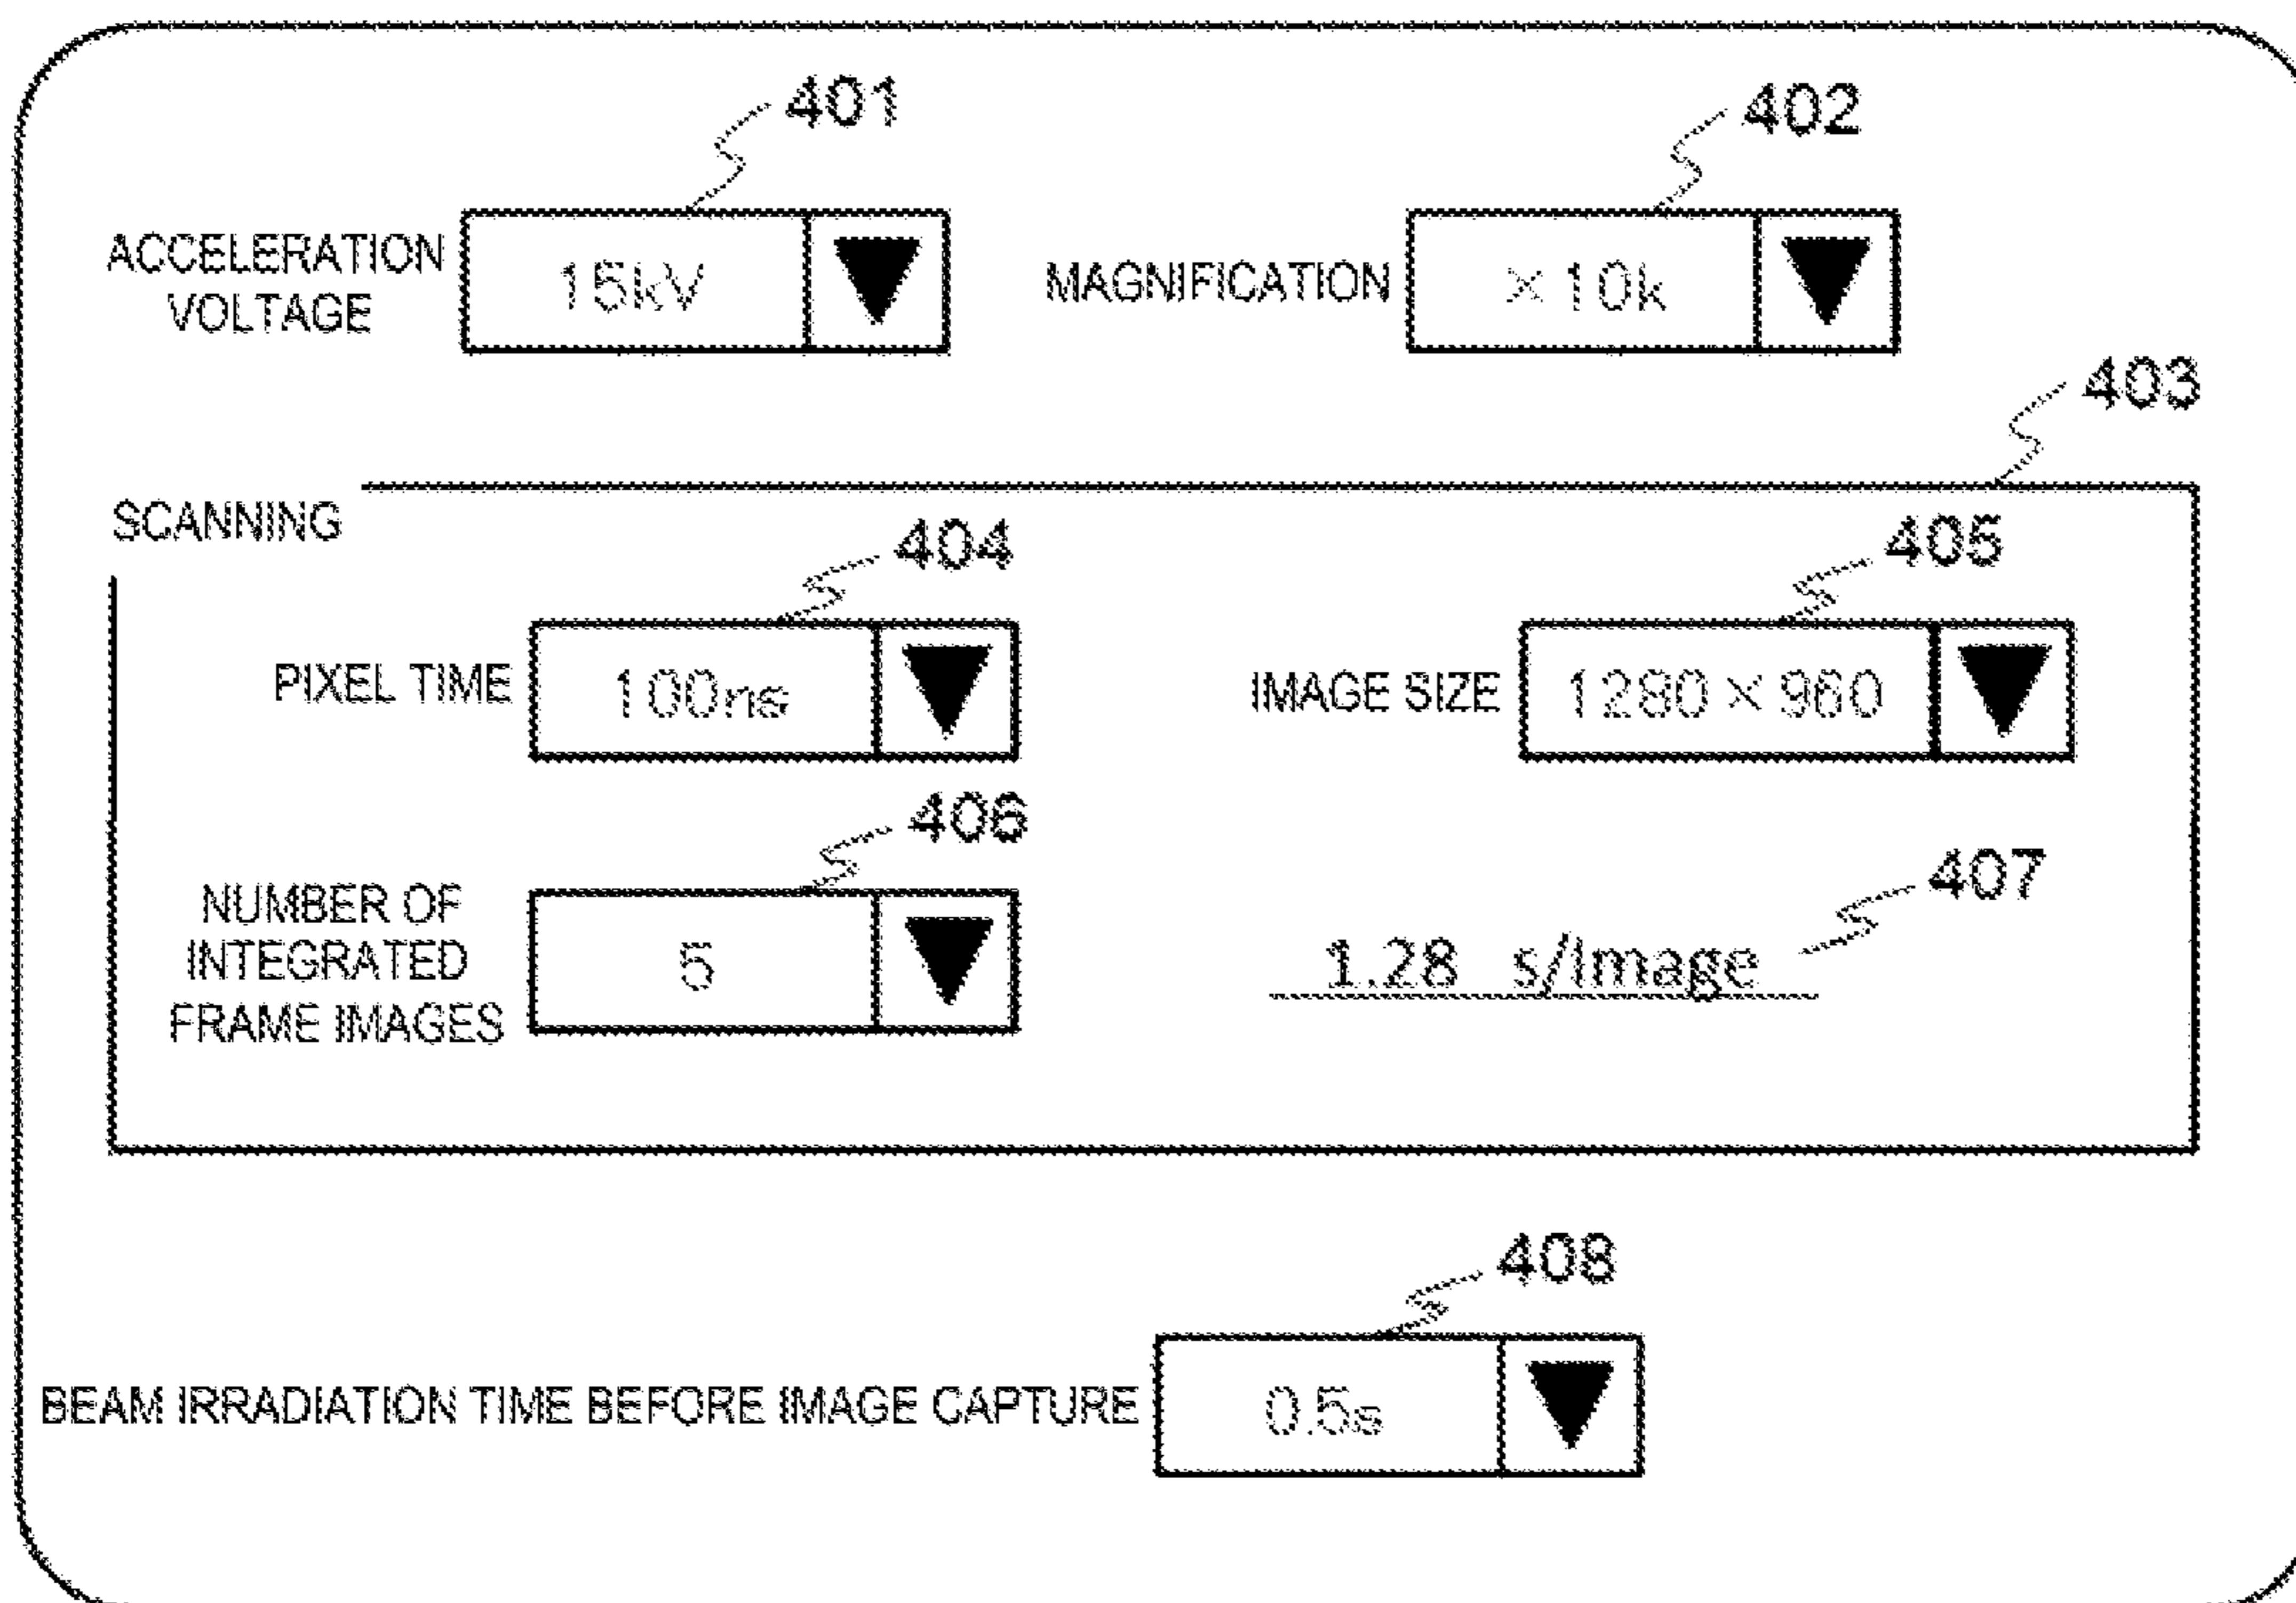 401
402
ACCELERATION
VOLTAGE
15kV
MAGNIFICATION
×10k
403
SCANNING
404
405
PIXEL TIME
100ns
IMAGE SIZE
1280×960
406
407
NUMBER OF
INTEGRATED
FRAME IMAGES
5
1.28 s/Image
408
BEAM IRRADIATION TIME BEFORE IMAGE CAPTURE
0.5s